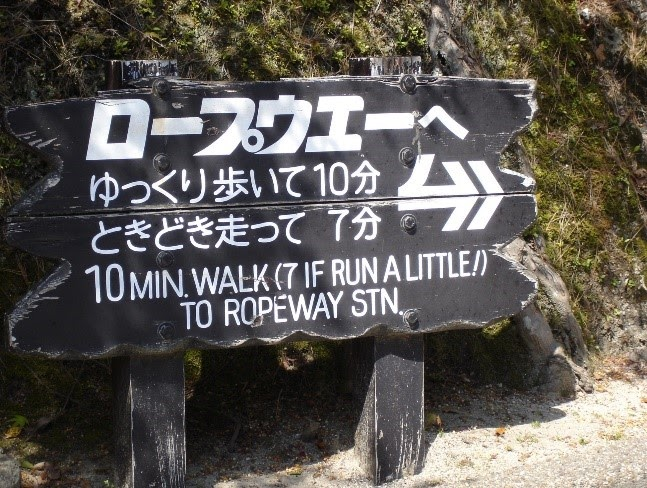 ロープウエーへ
ゆっくり歩いて 10分
ときどき走って 7分
10 MIN. WALK (7 IF RUN A LITTLE!)
TO ROPEWAY STN.